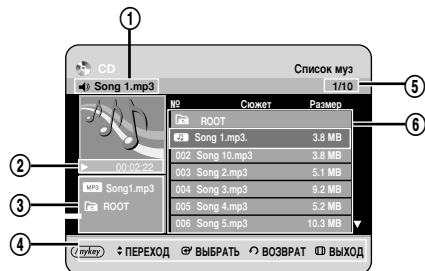 ①
CD
Список муз
Song 1.mp3
1/10
⑤
№ Сюжет Размер
ROOT
⑥
Song 1.mp3. 3.8 MB
② 00:02:22
002 Song 10.mp3 3.8 MB
003 Song 2.mp3 5.1 MB
MP3 Song1.mp3
004 Song 3.mp3 9.2 MB
③ ROOT
005 Song 4.mp3 5.2 MB
006 Song 5.mp3 10.3 MB
④ Anykey ПЕРЕХОД ВЫБРАТЬ ВОЗВРАТ ВЫХОД